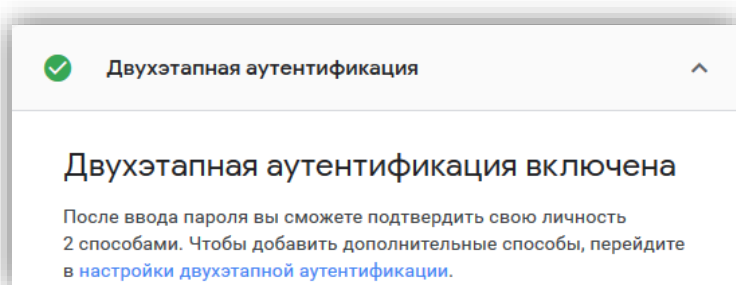 Двухэтапная аутентификация
Двухэтапная аутентификация включена
После ввода пароля вы сможете подтвердить свою личность
2 способами. Чтобы добавить дополнительные способы, перейдите
в настройки двухэтапной аутентификации.